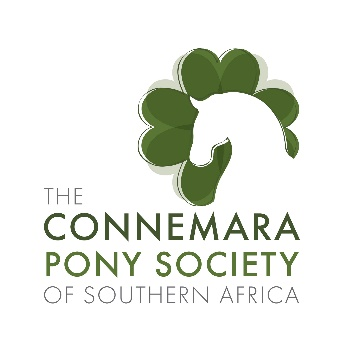 THE
CONNEMARA
PONY SOCIETY
OF SOUTHERN AFRICA